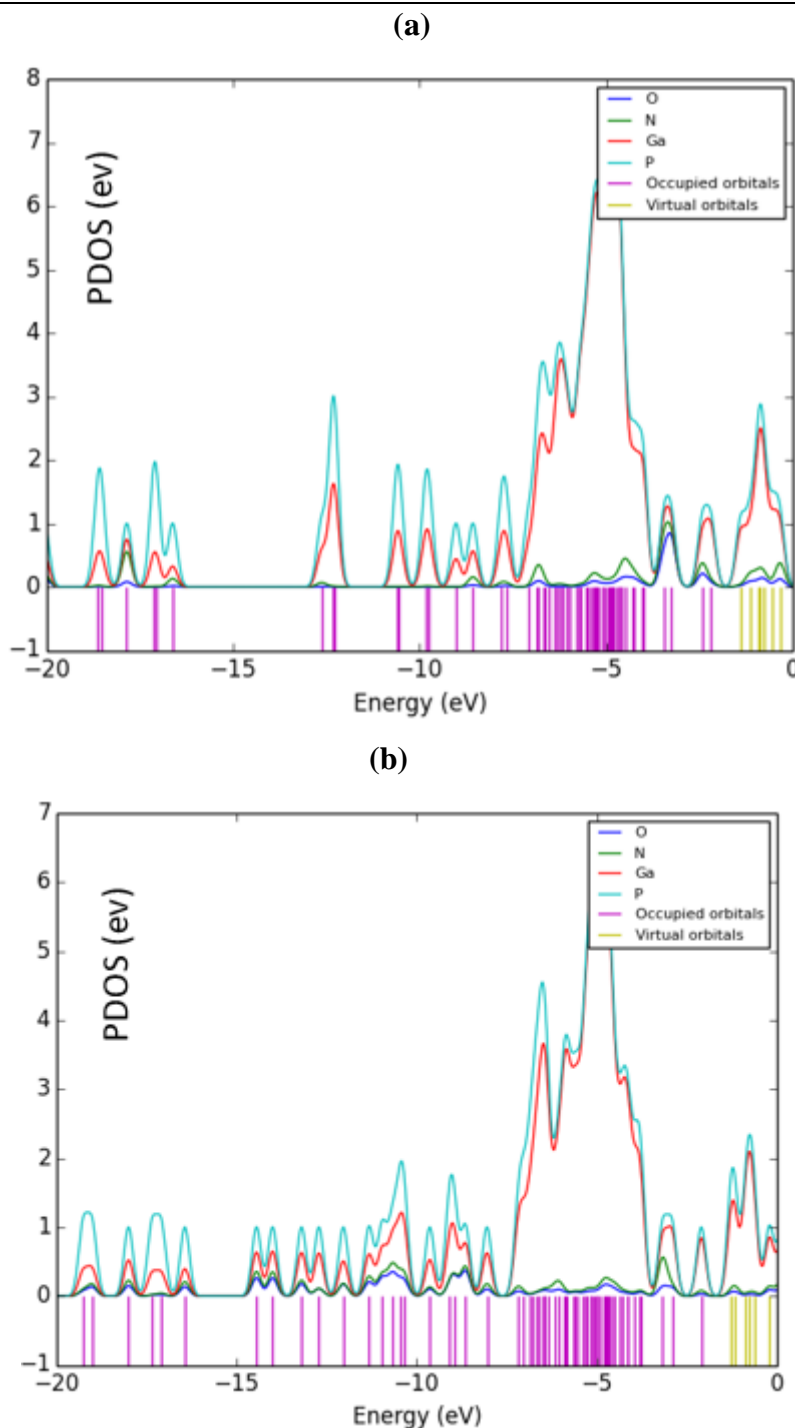 (a)
8
7
6
5
4
3
2
1
0
−1
PDOS (ev)
O
N
Ga
P
Occupied orbitals
Virtual orbitals
−20 −15 −10 −5 0
Energy (eV)
(b)
7
6
5
4
3
2
1
0
−1
PDOS (ev)
O
N
Ga
P
Occupied orbitals
Virtual orbitals
−20 −15 −10 −5 0
Energy (eV)